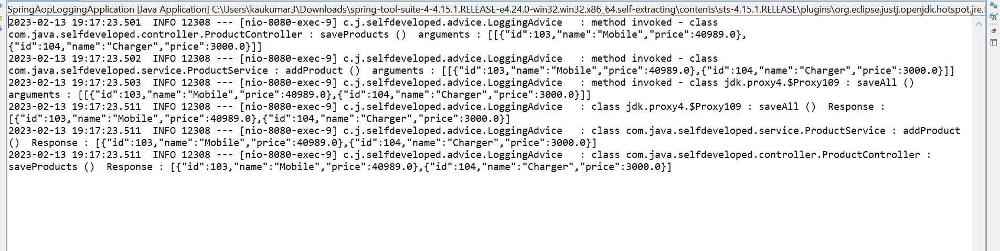 SpringAopLoggingApplication [Java Application] C:\Users\kaukumar3\Downloads\spring-tool-suite-4-4.15.1.RELEASE-e4.24.0-win32.win32.x86_64.self-extracting\contents\sts-4.15.1.RELEASE\plugins\org.eclipse.justj.openjdk.hotspot.jre.f
2023-02-13 19:17:23.501  INFO 12308 --- [nio-8080-exec-9] c.j.selfdeveloped.advice.LoggingAdvice   : method invoked - class
com.java.selfdeveloped.controller.ProductController : saveProducts ()  arguments : [[{"id":103,"name":"Mobile","price":40989.0},
{"id":104,"name":"Charger","price":3000.0}]]
2023-02-13 19:17:23.502  INFO 12308 --- [nio-8080-exec-9] c.j.selfdeveloped.advice.LoggingAdvice   : method invoked - class
com.java.selfdeveloped.service.ProductService : addProduct ()  arguments : [[{"id":103,"name":"Mobile","price":40989.0},{"id":104,"name":"Charger","price":3000.0}]]
2023-02-13 19:17:23.503  INFO 12308 --- [nio-8080-exec-9] c.j.selfdeveloped.advice.LoggingAdvice   : method invoked - class jdk.proxy4.$Proxy109 : saveAll ()
arguments : [[{"id":103,"name":"Mobile","price":40989.0},{"id":104,"name":"Charger","price":3000.0}]]
2023-02-13 19:17:23.511  INFO 12308 --- [nio-8080-exec-9] c.j.selfdeveloped.advice.LoggingAdvice   : class jdk.proxy4.$Proxy109 : saveAll ()  Response :
[{"id":103,"name":"Mobile","price":40989.0},{"id":104,"name":"Charger","price":3000.0}]
2023-02-13 19:17:23.511  INFO 12308 --- [nio-8080-exec-9] c.j.selfdeveloped.advice.LoggingAdvice   : class com.java.selfdeveloped.service.ProductService : addProduct
()  Response : [{"id":103,"name":"Mobile","price":40989.0},{"id":104,"name":"Charger","price":3000.0}]
2023-02-13 19:17:23.511  INFO 12308 --- [nio-8080-exec-9] c.j.selfdeveloped.advice.LoggingAdvice   : class com.java.selfdeveloped.controller.ProductController :
saveProducts ()  Response : [{"id":103,"name":"Mobile","price":40989.0},{"id":104,"name":"Charger","price":3000.0}]